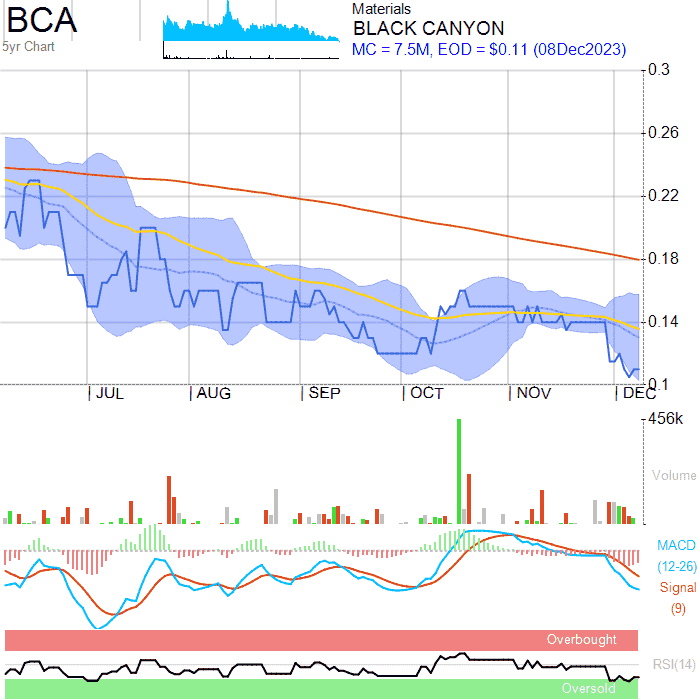 BCA
5yr Chart
Materials
BLACK CANYON
MC = 7.5M, EOD = $0.11 (08Dec2023)
0.3
0.26
0.22
0.18
0.14
0.1
JUL AUG SEP OCT NOV DEC
456k
Volume
MACD
(12-26)
Signal
(9)
Overbought
RSI(14)
Oversold